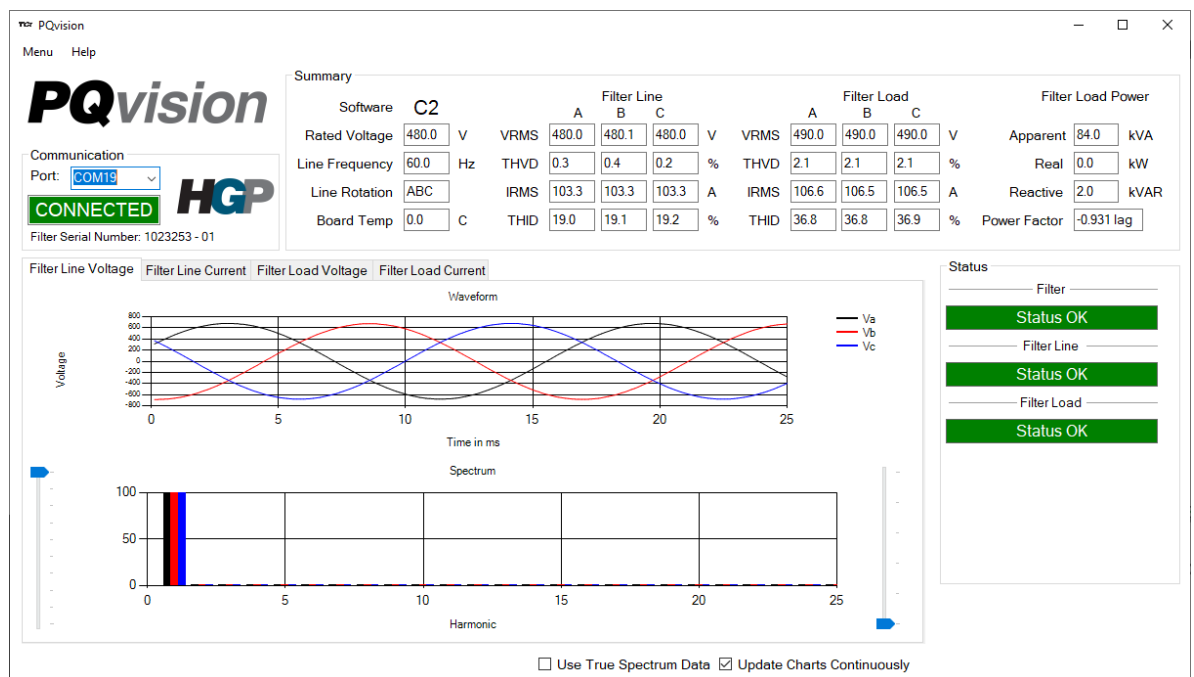 TCI PQvision
Menu Help
PQvision
Communication
Port: COM19
HGP
CONNECTED
Filter Serial Number: 1023253 - 01
Summary
Software C2
Rated Voltage 480.0 V
Line Frequency 60.0 Hz
Line Rotation ABC
Board Temp 0.0 C
Filter Line
A B C
VRMS 480.0 480.1 480.0 V
THVD 0.3 0.4 0.2 %
IRMS 103.3 103.3 103.3 A
THID 19.0 19.1 19.2 %
Filter Load
A B C
VRMS 490.0 490.0 490.0 V
THVD 2.1 2.1 2.1 %
IRMS 106.6 106.5 106.5 A
THID 36.8 36.8 36.9 %
Filter Load Power
Apparent 84.0 kVA
Real 0.0 kW
Reactive 2.0 kVAR
Power Factor -0.931 lag
Filter Line Voltage Filter Line Current Filter Load Voltage Filter Load Current
Waveform
Voltage
800
600
400
200
0
-200
-400
-600
-800
0 5 10 15 20 25
Time in ms
Va
Vb
Vc
Spectrum
100
50
0
0 5 10 15 20 25
Harmonic
Status
Filter
Status OK
Filter Line
Status OK
Filter Load
Status OK
Use True Spectrum Data Update Charts Continuously